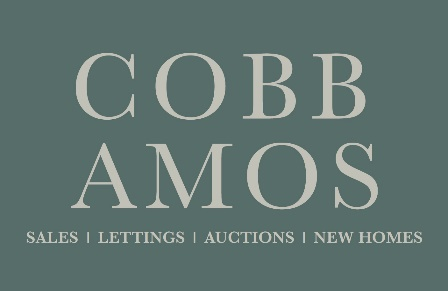 COBB
AMOS
SALES | LETTINGS | AUCTIONS | NEW HOMES